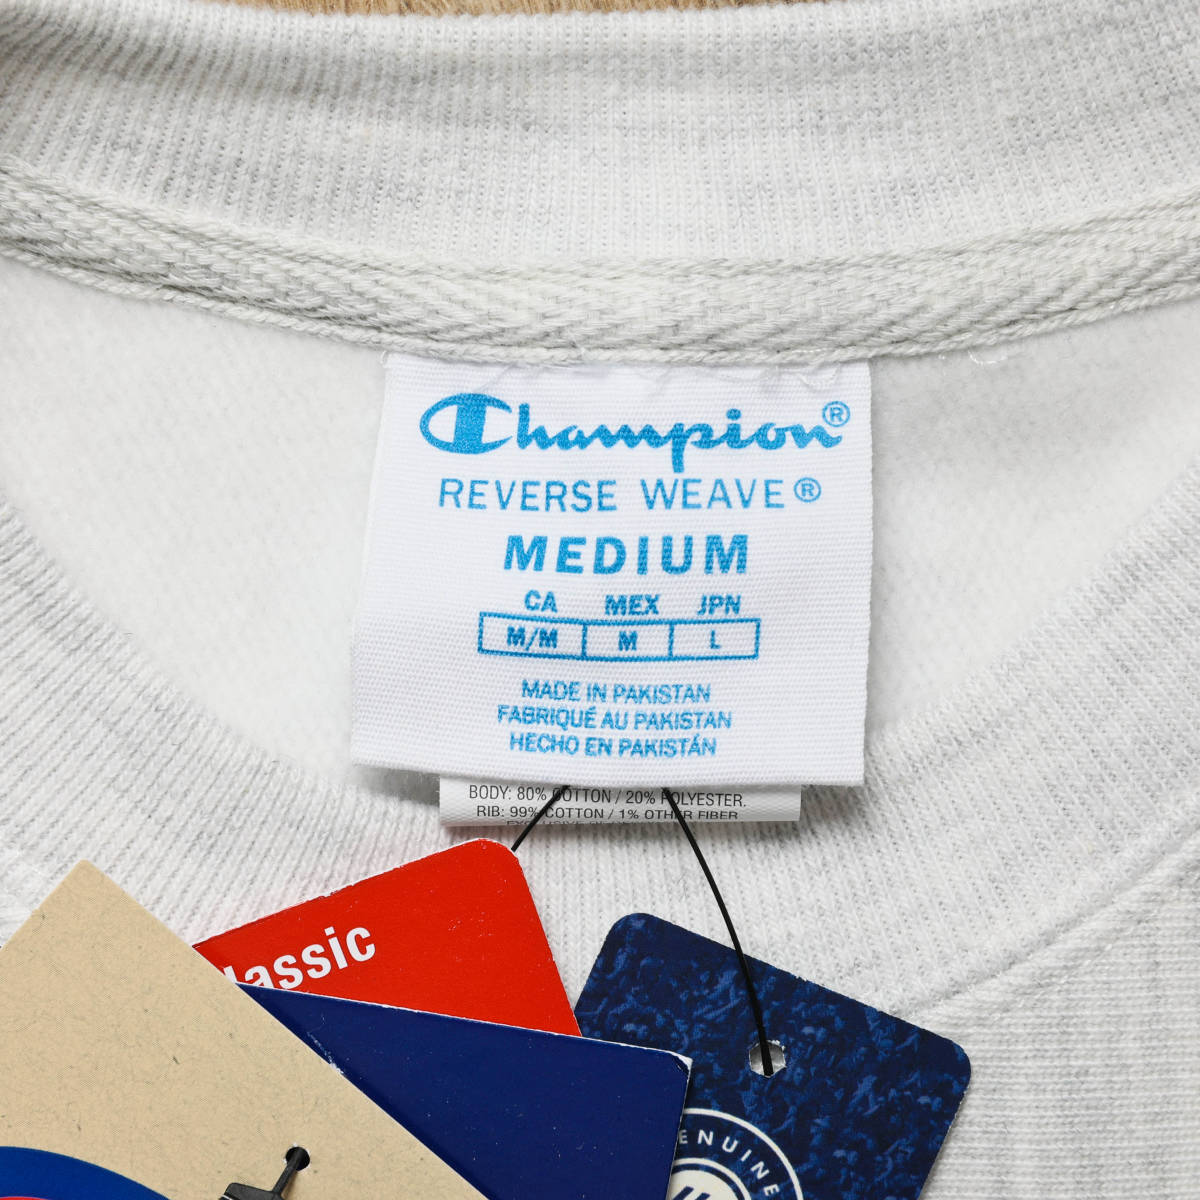 Champion®
REVERSE WEAVE®
MEDIUM
CA MEX JPN
M/M M L
MADE IN PAKISTAN
FABRIQUÉ AU PAKISTAN
HECHO EN PAKISTÁN
BODY: 80% COTTON / 20% POLYESTER.
RIB: 99% COTTON / 1% OTHER FIBER
lassic
ENUINE